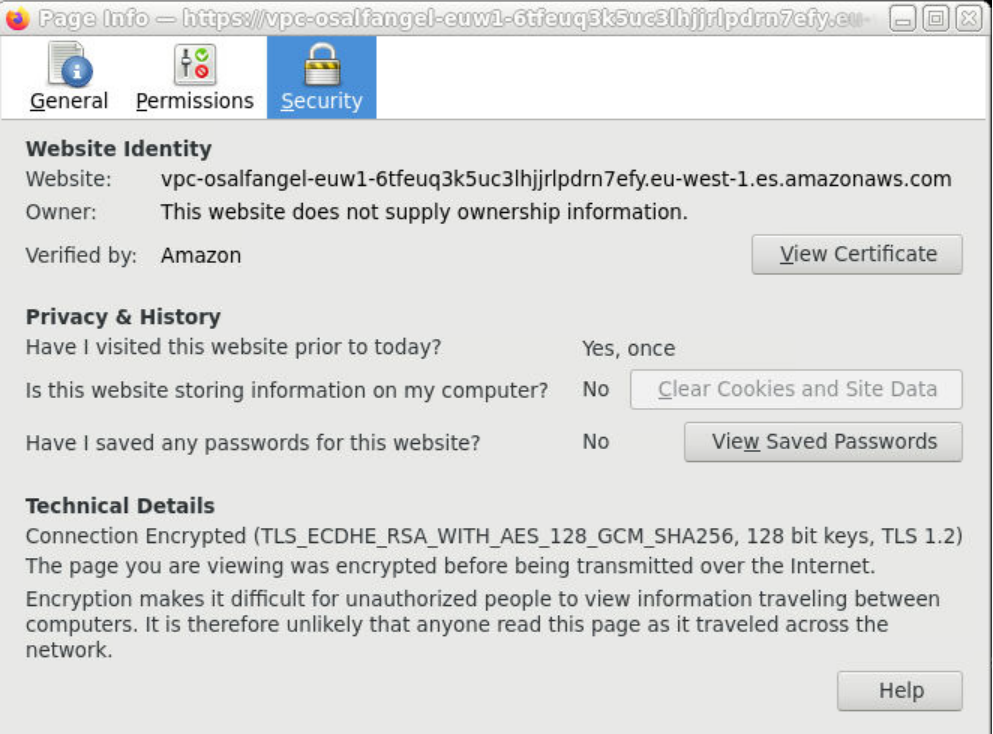 Page Info — https://vpc-osalfangel-euw1-6tfeuq3k5uc3lhjjrlpdrn7efy.eu-
General Permissions Security
Website Identity
Website: vpc-osalfangel-euw1-6tfeuq3k5uc3lhjjrlpdrn7efy.eu-west-1.es.amazonaws.com
Owner: This website does not supply ownership information.
Verified by: Amazon View Certificate
Privacy & History
Have I visited this website prior to today? Yes, once
Is this website storing information on my computer? No Clear Cookies and Site Data
Have I saved any passwords for this website? No View Saved Passwords
Technical Details
Connection Encrypted (TLS_ECDHE_RSA_WITH_AES_128_GCM_SHA256, 128 bit keys, TLS 1.2)
The page you are viewing was encrypted before being transmitted over the Internet.
Encryption makes it difficult for unauthorized people to view information traveling between
computers. It is therefore unlikely that anyone read this page as it traveled across the
network.
Help